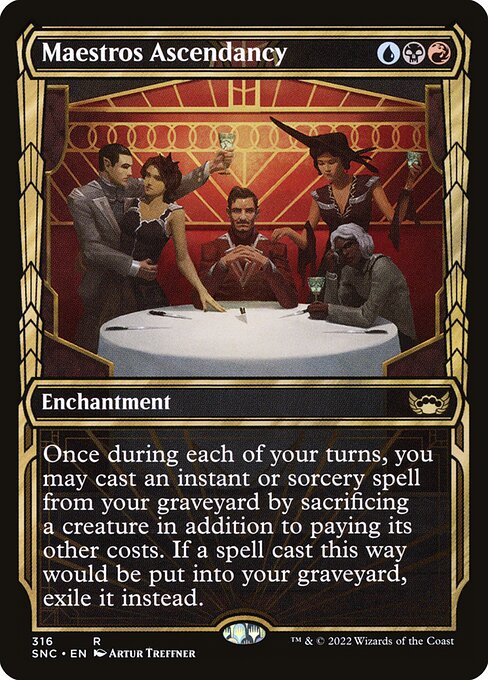 Maestros Ascendancy
Enchantment
Once during each of your turns, you
may cast an instant or sorcery spell
from your graveyard by sacrificing
a creature in addition to paying its
other costs. If a spell cast this way
would be put into your graveyard,
exile it instead.
316 R
SNC • EN ARTUR TREFFNER
™ & © 2022 Wizards of the Coast